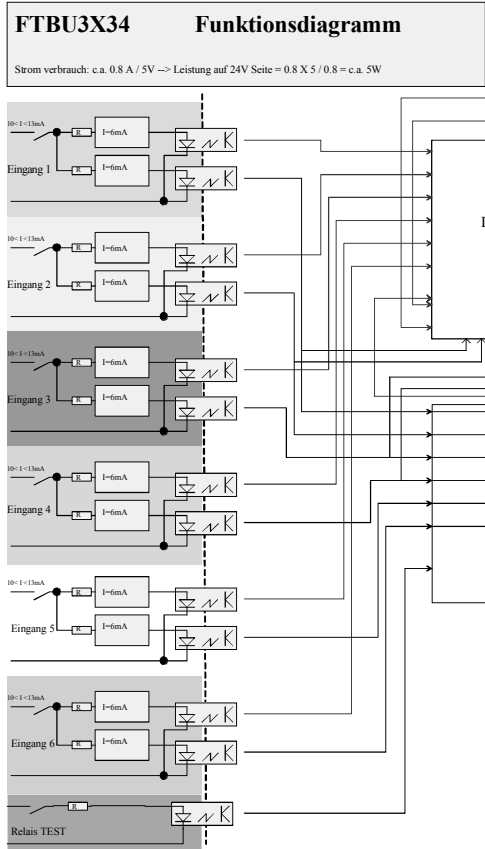 FTBU3X34 Funktionsdiagramm
Strom verbrauch: c.a. 0.8 A / 5V --> Leistung auf 24V Seite = 0.8 X 5 / 0.8 = c.a. 5W
10< I <13mA
R
I=6mA
Eingang 1
R
I=6mA
10< I <13mA
R
I=6mA
Eingang 2
R
I=6mA
10< I <13mA
R
I=6mA
Eingang 3
R
I=6mA
10< I <13mA
R
I=6mA
Eingang 4
R
I=6mA
10< I <13mA
R
I=6mA
Eingang 5
R
I=6mA
10< I <13mA
R
I=6mA
Eingang 6
R
I=6mA
R
Relais TEST